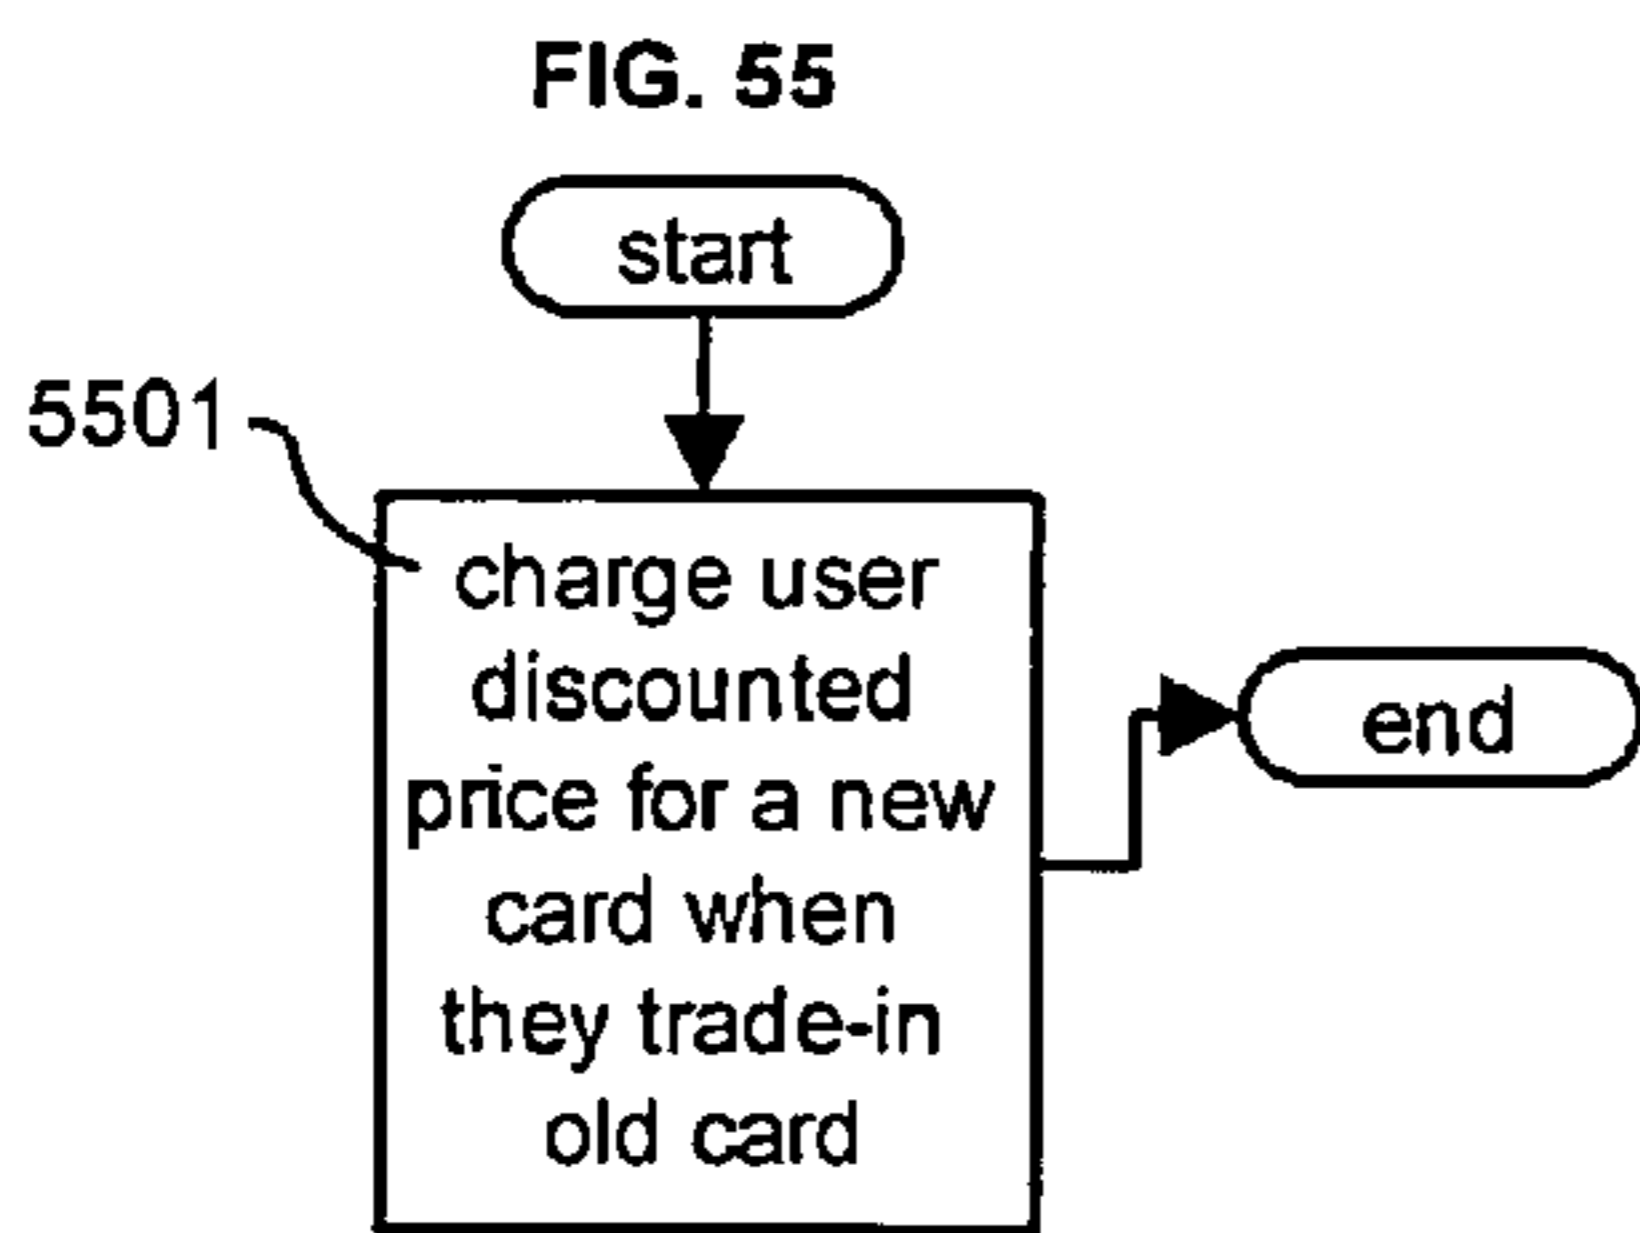 FIG. 55
start
5501
charge user
discounted
price for a new
card when
they trade-in
old card
end